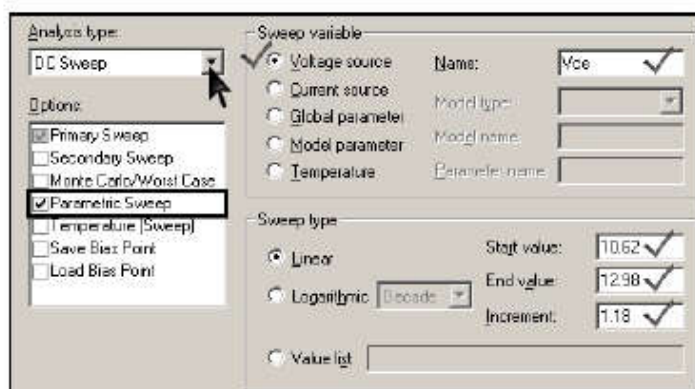 Analysis type:
DC Sweep
Options:
Primary Sweep
Secondary Sweep
Monte Carlo/Worst Case
Parametric Sweep
Temperature (Sweep)
Save Bias Point
Load Bias Point
Sweep variable
Voltage source
Current source
Global parameter
Model parameter
Temperature
Name:
Model type:
Model name:
Parameter name:
Sweep type
Linear
Logarithmic Decade
Value list
Start value: 10.62
End value: 12.98
Increment: 1.18